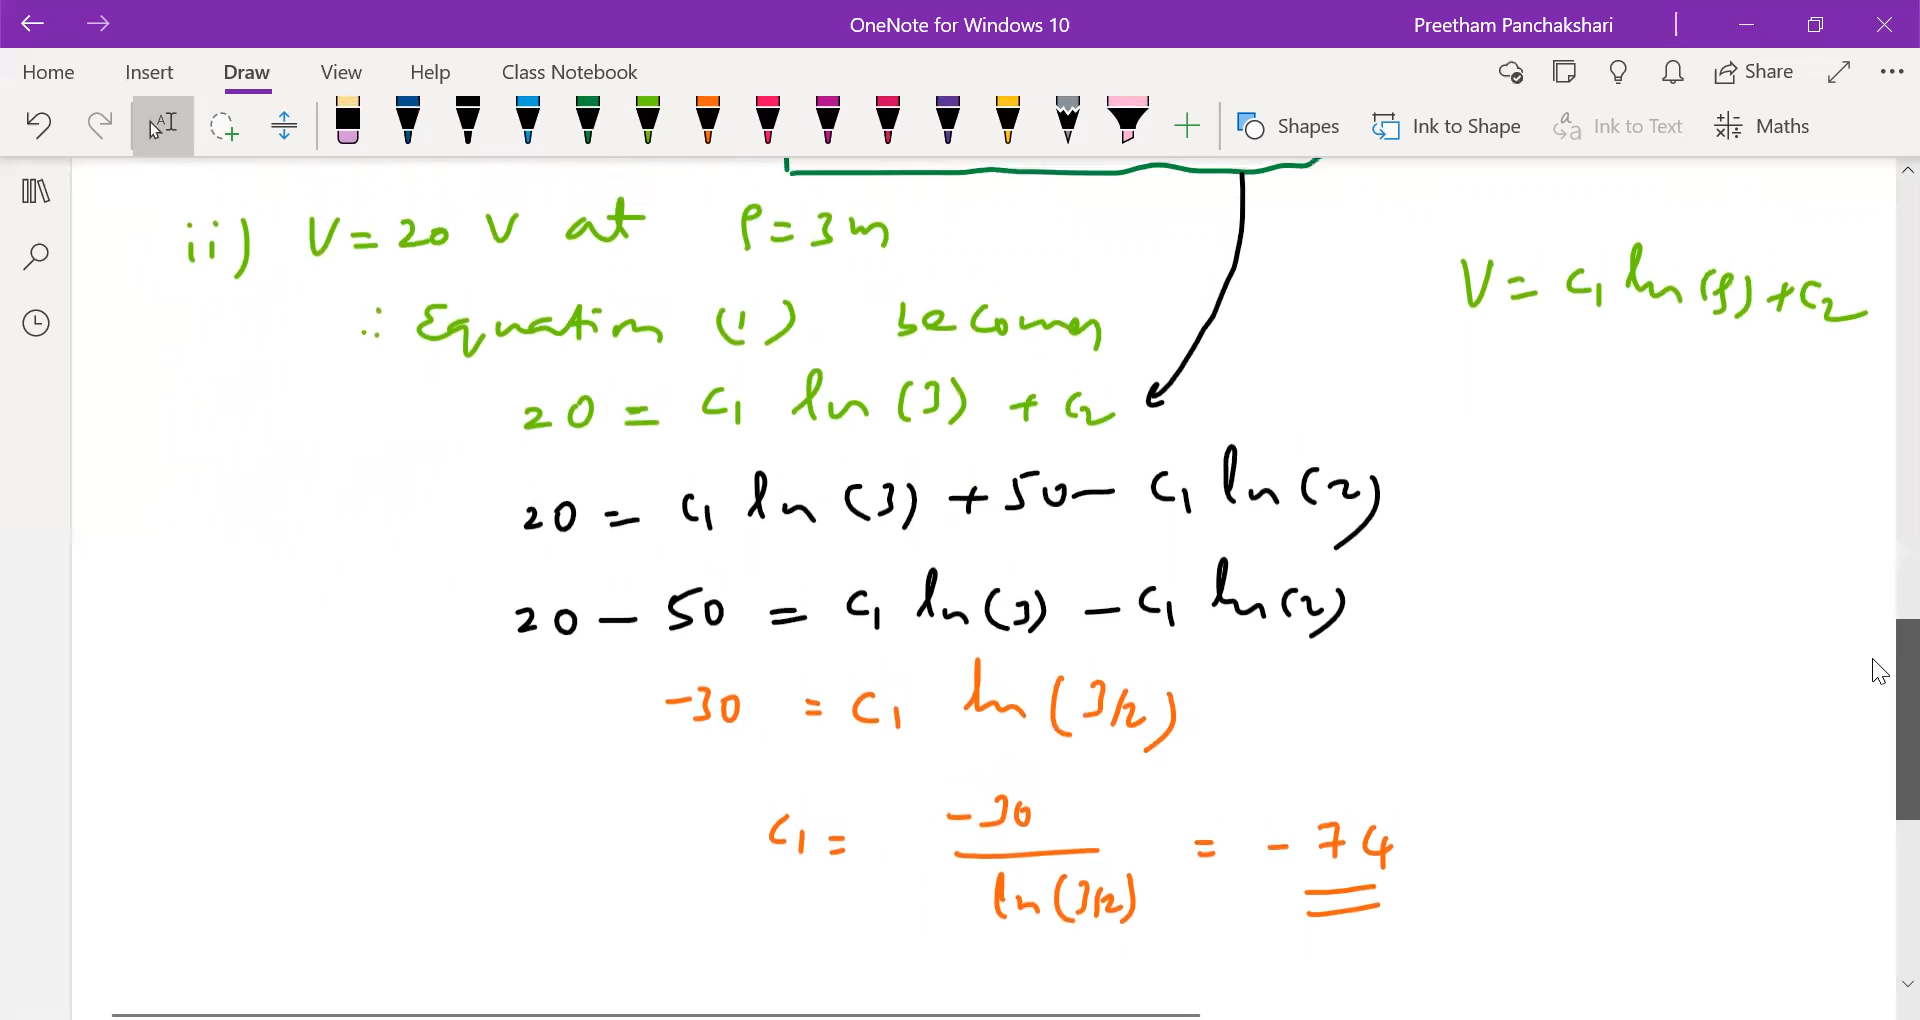 OneNote for Windows 10
Preetham Panchakshari
Home Insert Draw View Help Class Notebook Share
Shapes Ink to Shape Ink to Text Maths
ii) V = 20 V at ρ = 3 m
V = C1 ln (ρ) + C2
∴ Equation (1) becomes
20 = C1 ln (3) + C2
20 = C1 ln (3) + 50 - C1 ln (2)
20 - 50 = C1 ln (3) - C1 ln (2)
-30 = C1 ln (3/2)
C1 = -30 / ln (3/2) = - 74